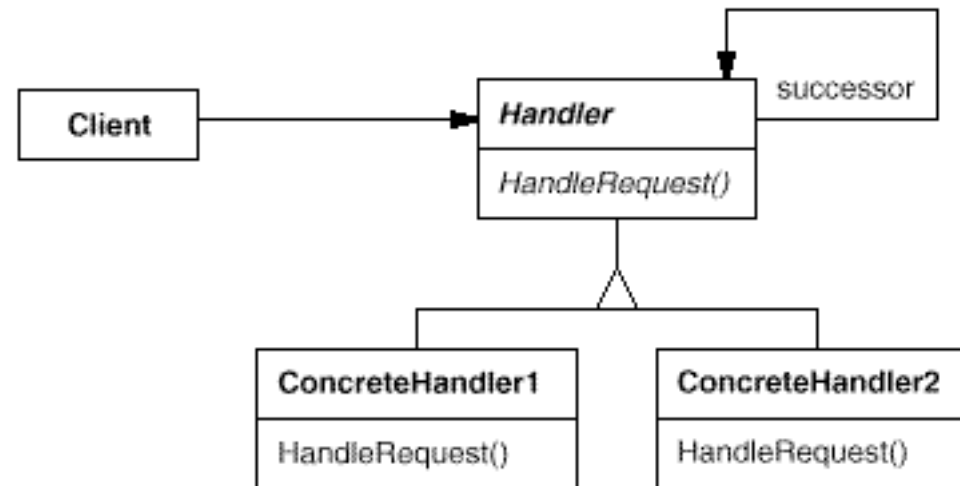 successor
Client
Handler
HandleRequest()
ConcreteHandler1
ConcreteHandler2
HandleRequest()
HandleRequest()